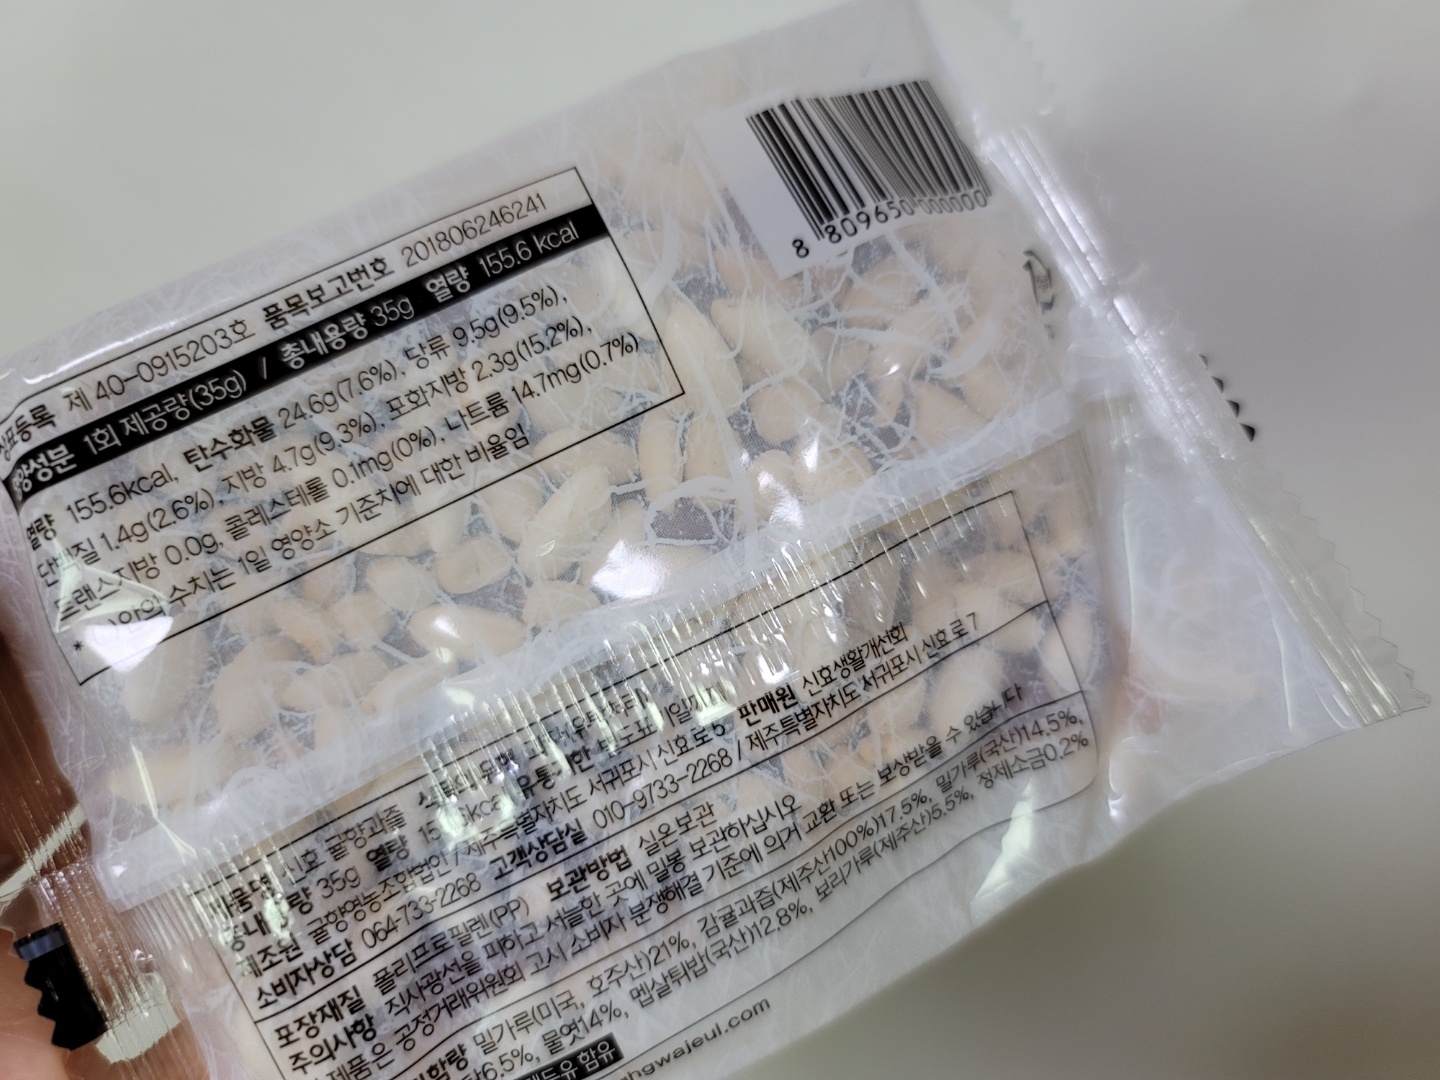 제 40-0915203호 품목보고번호 201806246241
1회 제공량(35g) / 총내용량 35g 열량 155.6 kcal
열량 155.6kcal, 탄수화물 24.6g(7.6%), 당류 9.5g(9.5%),
단백질 1.4g(2.6%), 지방 4.7g(9.3%), 포화지방 2.3g(15.2%),
트랜스지방 0.0g, 콜레스테롤 0.1mg(0%), 나트륨 14.7mg(0.7%)
* 수치는 1일 영양소 기준치에 대한 비율임
8 809650 000000
신효 귤향과즐
35g 열량 유통기한 판매원 신효생활개선회
제조원 귤향영농조합법인 / 제주특별자치도 서귀포시 신효로 5 / 제주특별자치도 서귀포시 신효로 7
소비자상담 064-733-2268 고객상담실 010-9733-2268
포장재질 폴리프로필렌(PP) 보관방법 실온보관
주의사항 직사광선을 피하고 서늘한 곳에 밀봉 보관하십시오
제품은 공정거래위원회 고시 소비자 분쟁해결 기준에 의거 교환 또는 보상받을 수 있습니다
밀가루(미국, 호주산)21%, 감귤과즙(제주산100%)17.5%, 밀가루(국산)14.5%,
6.5%, 물엿14%, 멥쌀튀밥(국산)12.8%, 보리가루(제주산)5.5%, 정제소금0.2%
함유